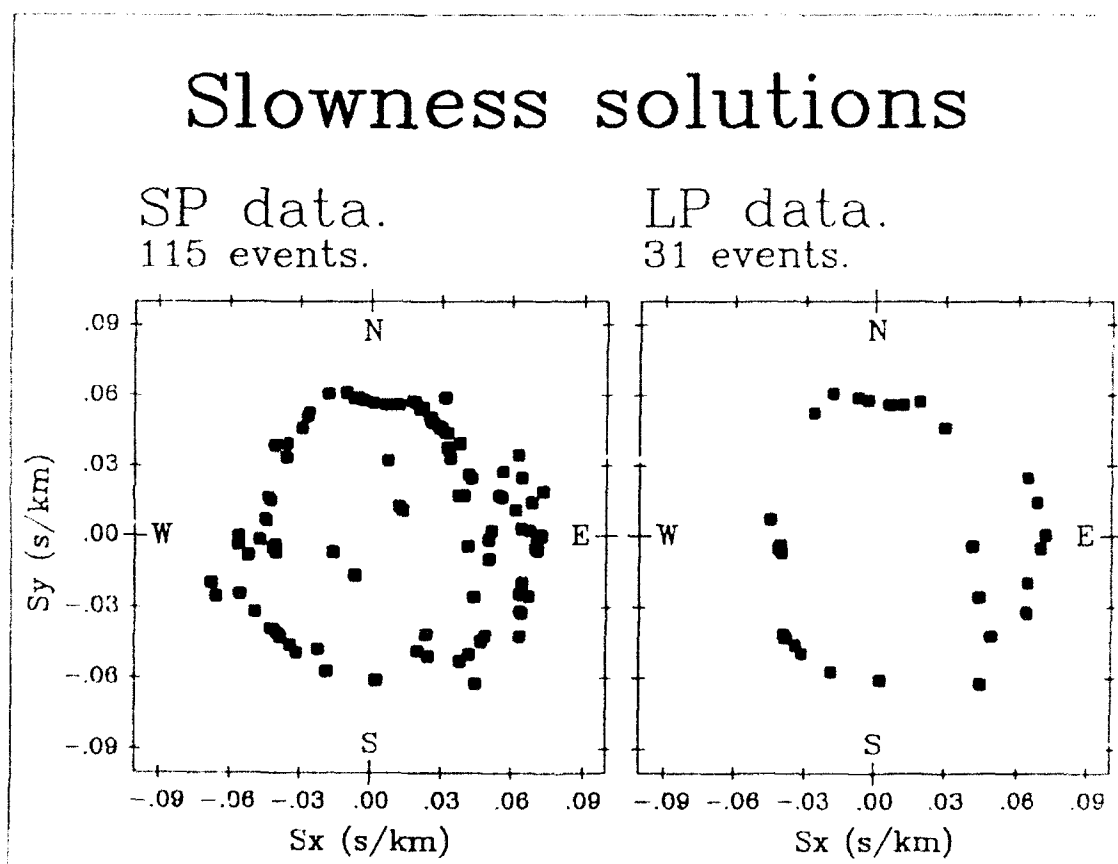 Slowness solutions
SP data.
115 events.
LP data.
31 events.
.09
.06
.03
.00
-.03
-.06
-.09
Sy (s/km)
N
W
E
S
-.09 -.06 -.03 .00 .03 .06 .09
Sx (s/km)
N
W
E
S
-.09 -.06 -.03 .00 .03 .06 .09
Sx (s/km)